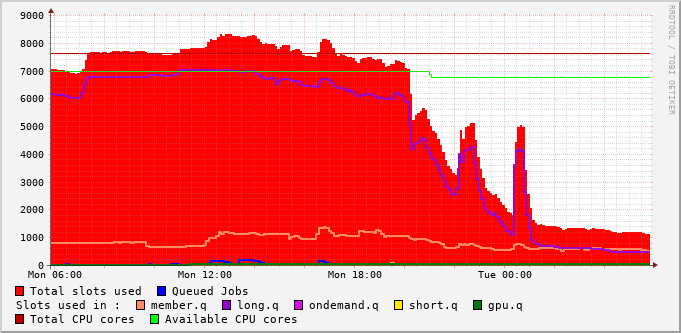 9000
8000
7000
6000
5000
4000
3000
2000
1000
0
Mon 06:00 Mon 12:00 Mon 18:00 Tue 00:00
Total slots used Queued Jobs
Slots used in : member.q long.q ondemand.q short.q gpu.q
Total CPU cores Available CPU cores
RRDTOOL / TOBI OETIKER